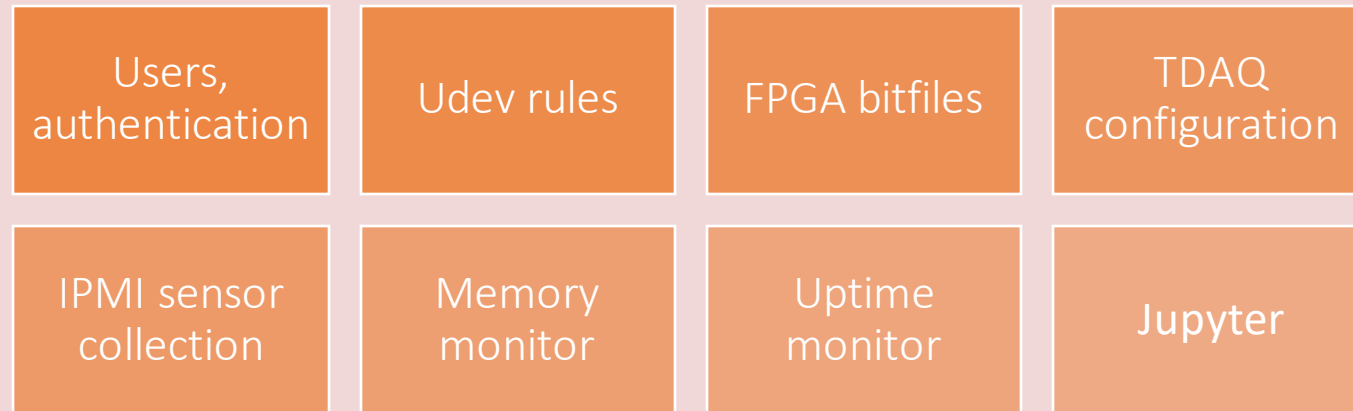 Users,
authentication
Udev rules
FPGA bitfiles
TDAQ
configuration
IPMI sensor
collection
Memory
monitor
Uptime
monitor
Jupyter